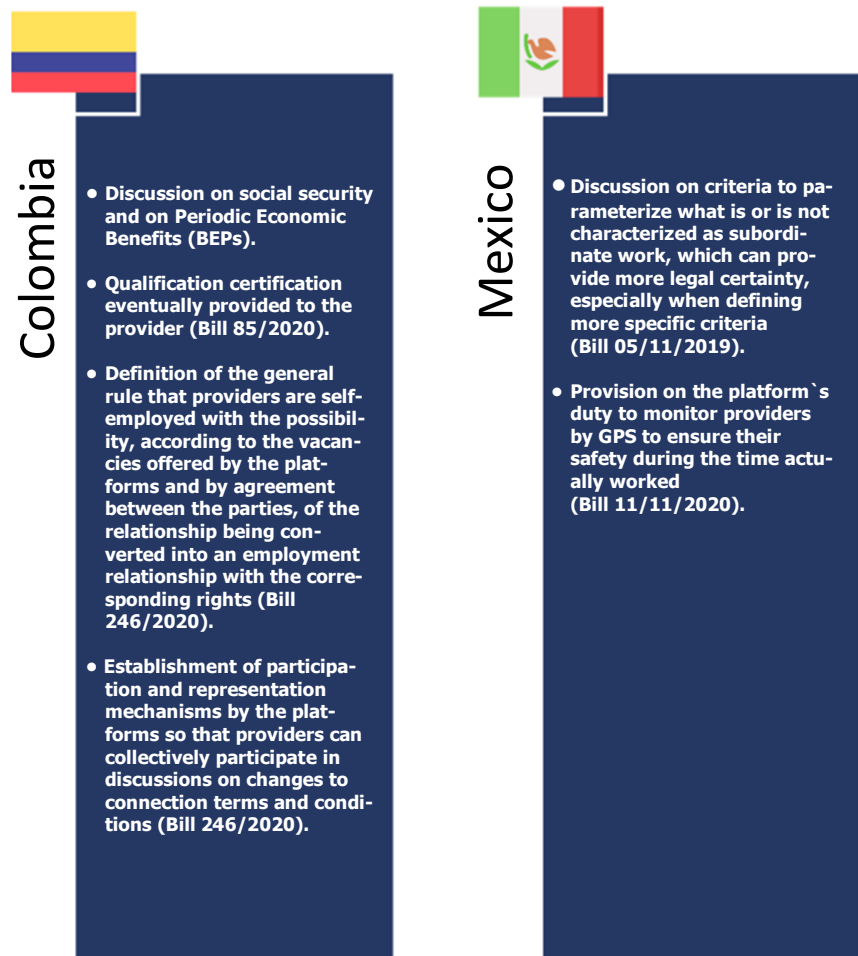 Colombia
• Discussion on social security
and on Periodic Economic
Benefits (BEPs).
• Qualification certification
eventually provided to the
provider (Bill 85/2020).
• Definition of the general
rule that providers are self-
employed with the possibil-
ity, according to the vacan-
cies offered by the plat-
forms and by agreement
between the parties, of the
relationship being con-
verted into an employment
relationship with the corre-
sponding rights (Bill
246/2020).
• Establishment of participa-
tion and representation
mechanisms by the plat-
forms so that providers can
collectively participate in
discussions on changes to
connection terms and condi-
tions (Bill 246/2020).
Mexico
• Discussion on criteria to pa-
rameterize what is or is not
characterized as subordi-
nate work, which can pro-
vide more legal certainty,
especially when defining
more specific criteria
(Bill 05/11/2019).
• Provision on the platform`s
duty to monitor providers
by GPS to ensure their
safety during the time actu-
ally worked
(Bill 11/11/2020).